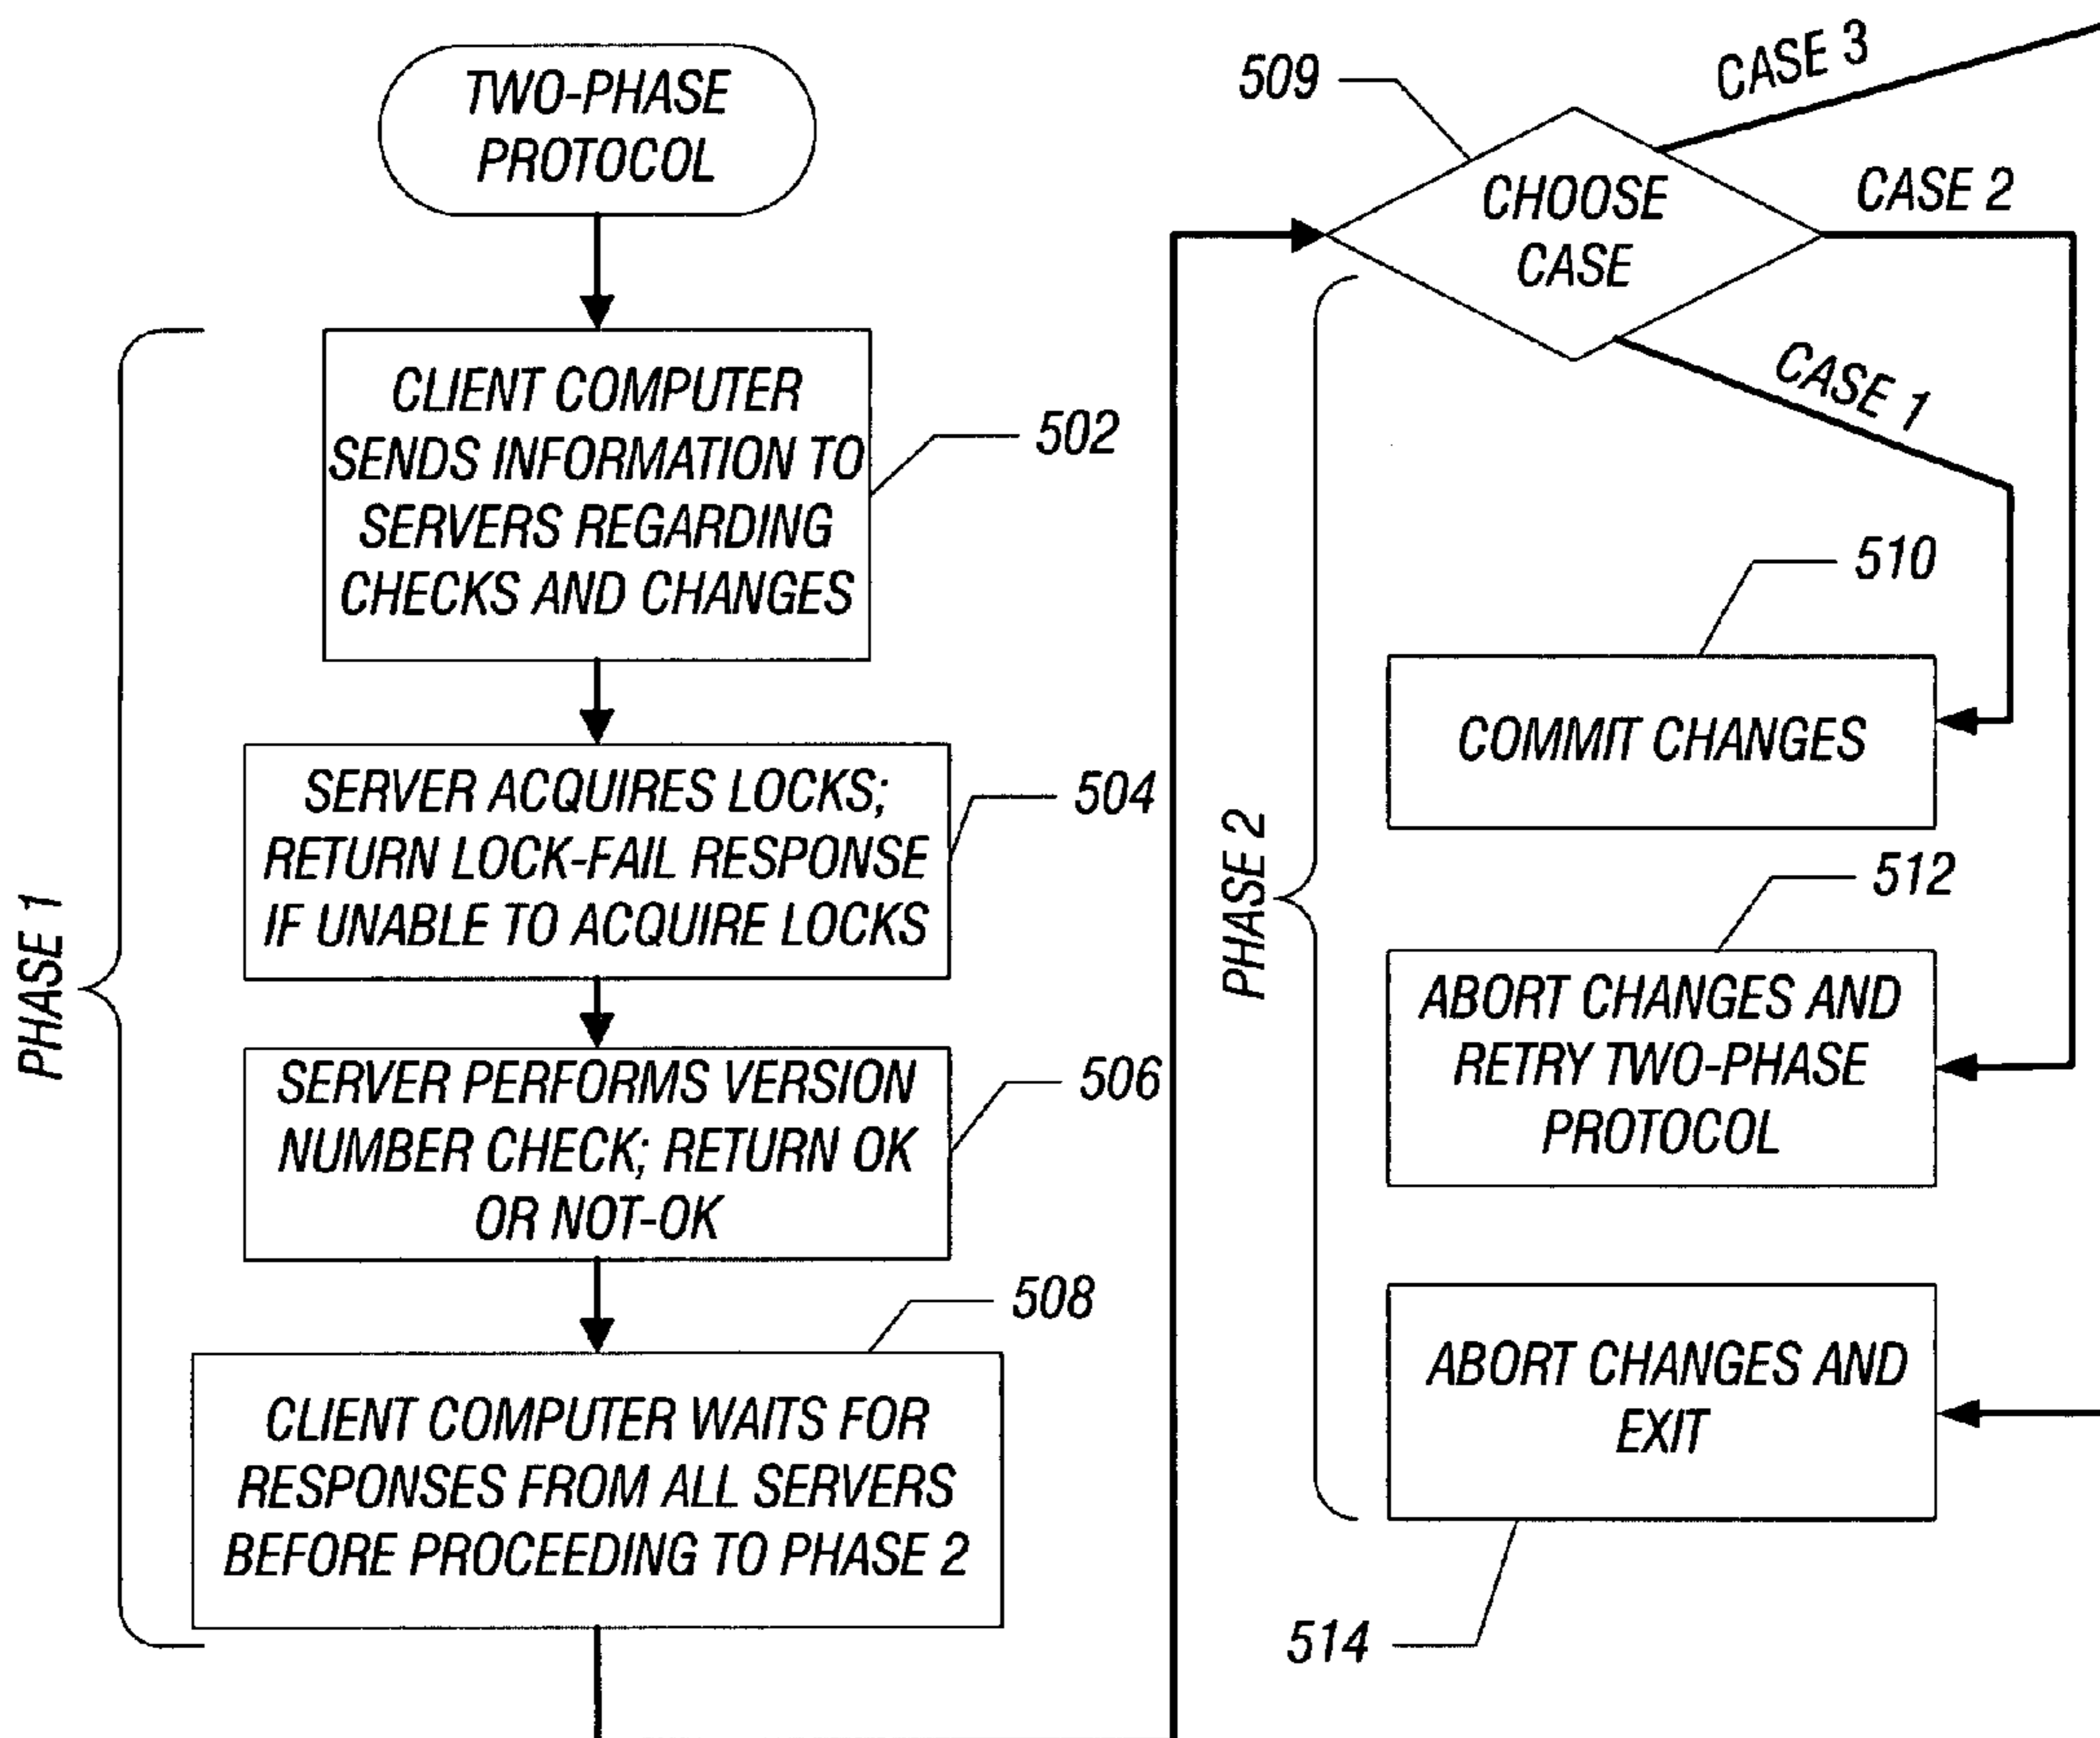 TWO-PHASE
PROTOCOL
PHASE 1
CLIENT COMPUTER
SENDS INFORMATION TO
SERVERS REGARDING
CHECKS AND CHANGES
502
SERVER ACQUIRES LOCKS;
RETURN LOCK-FAIL RESPONSE
IF UNABLE TO ACQUIRE LOCKS
504
SERVER PERFORMS VERSION
NUMBER CHECK; RETURN OK
OR NOT-OK
506
508
CLIENT COMPUTER WAITS FOR
RESPONSES FROM ALL SERVERS
BEFORE PROCEEDING TO PHASE 2
509
CHOOSE
CASE
CASE 3
CASE 2
CASE 1
PHASE 2
510
COMMIT CHANGES
512
ABORT CHANGES AND
RETRY TWO-PHASE
PROTOCOL
ABORT CHANGES AND
EXIT
514